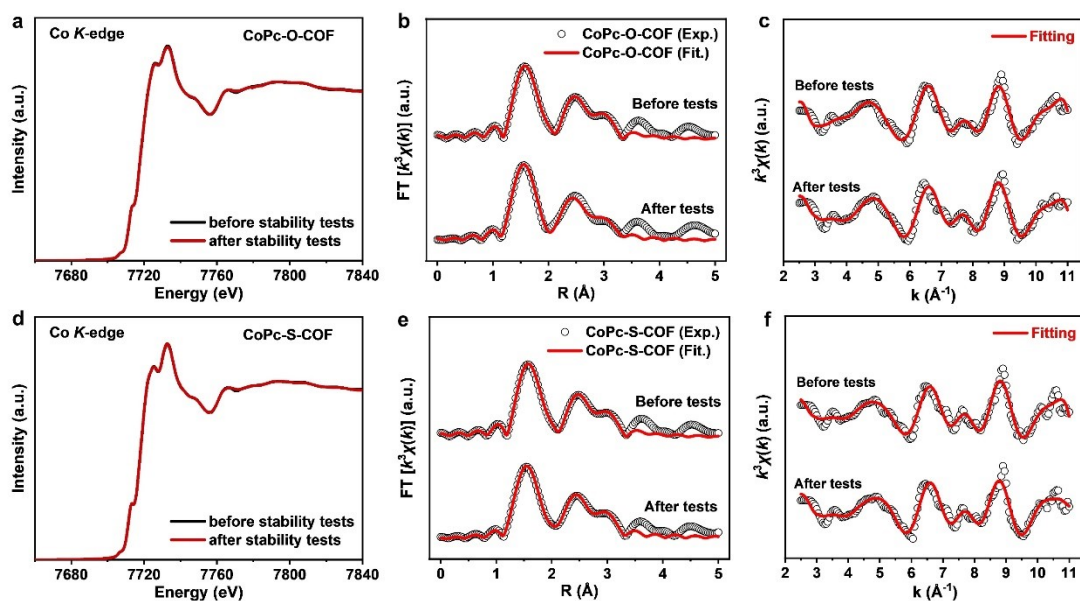 a
Co K-edge
CoPc-O-COF
Intensity (a.u.)
before stability tests
after stability tests
7680 7720 7760 7800 7840
Energy (eV)
b
CoPc-O-COF (Exp.)
CoPc-O-COF (Fit.)
FT [k³χ(k)] (a.u.)
Before tests
After tests
0 1 2 3 4 5
R (Å)
c
Fitting
k³χ(k) (a.u.)
Before tests
After tests
2 3 4 5 6 7 8 9 10 11
k (Å⁻¹)
d
Co K-edge
CoPc-S-COF
Intensity (a.u.)
before stability tests
after stability tests
7680 7720 7760 7800 7840
Energy (eV)
e
CoPc-S-COF (Exp.)
CoPc-S-COF (Fit.)
FT [k³χ(k)] (a.u.)
Before tests
After tests
0 1 2 3 4 5
R (Å)
f
Fitting
k³χ(k) (a.u.)
Before tests
After tests
2 3 4 5 6 7 8 9 10 11
k (Å⁻¹)